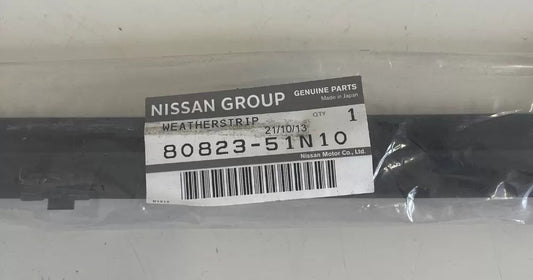 NISSAN GROUP
GENUINE PARTS
Made in Japan
WEATHERSTRIP
21/10/13
QTY
1
80823-51N10
Nissan Motor Co., Ltd.